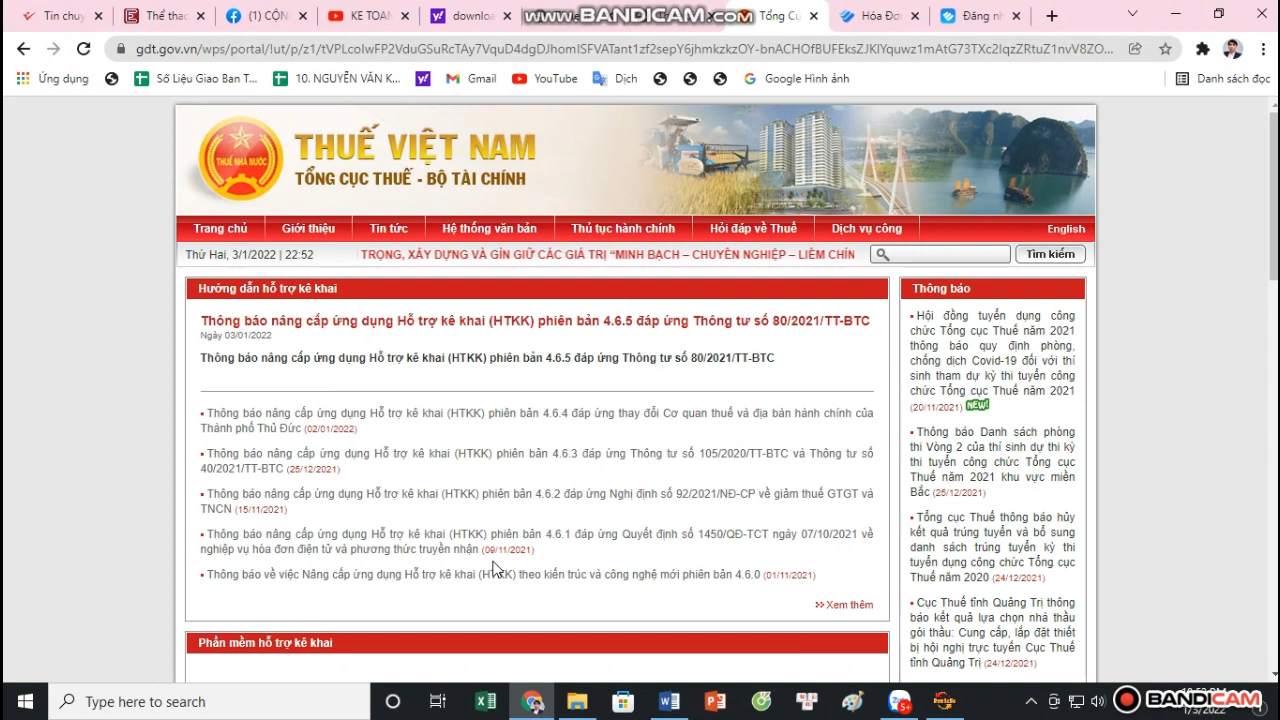 Tin chuy
Thể thac
(1) CỘN
KE TOAN
downloa
www.BANDICAM.com
Tổng Cụ
Hóa Đơ
Đăng n
gdt.gov.vn/wps/portal/!ut/p/z1/
Ứng dụng
Số Liệu Giao Ban T...
10. NGUYỄN VĂN K...
Gmail
YouTube
Dịch
Google Hình ảnh
Danh sách đọc
THUẾ NHÀ NƯỚC
THUẾ VIỆT NAM
TỔNG CỤC THUẾ - BỘ TÀI CHÍNH
Trang chủ
Giới thiệu
Tin tức
Hệ thống văn bản
Thủ tục hành chính
Hỏi đáp về Thuế
Dịch vụ công
English
Thứ Hai, 3/1/2022 | 22:52
TRỌNG, XÂY DỰNG VÀ GÌN GIỮ CÁC GIÁ TRỊ “MINH BẠCH – CHUYÊN NGHIỆP – LIÊM CHÍN
Tìm kiếm
Hướng dẫn hỗ trợ kê khai
Thông báo nâng cấp ứng dụng Hỗ trợ kê khai (HTKK) phiên bản 4.6.5 đáp ứng Thông tư số 80/2021/TT-BTC
Ngày 03/01/2022
Thông báo nâng cấp ứng dụng Hỗ trợ kê khai (HTKK) phiên bản 4.6.5 đáp ứng Thông tư số 80/2021/TT-BTC
Thông báo nâng cấp ứng dụng Hỗ trợ kê khai (HTKK) phiên bản 4.6.4 đáp ứng thay đổi Cơ quan thuế và địa bàn hành chính của
Thành phố Thủ Đức (02/01/2022)
Thông báo nâng cấp ứng dụng Hỗ trợ kê khai (HTKK) phiên bản 4.6.3 đáp ứng Thông tư số 105/2020/TT-BTC và Thông tư số
40/2021/TT-BTC (25/12/2021)
Thông báo nâng cấp ứng dụng Hỗ trợ kê khai (HTKK) phiên bản 4.6.2 đáp ứng Nghị định số 92/2021/NĐ-CP về giảm thuế GTGT và
TNCN (15/11/2021)
Thông báo nâng cấp ứng dụng Hỗ trợ kê khai (HTKK) phiên bản 4.6.1 đáp ứng Quyết định số 1450/QĐ-TCT ngày 07/10/2021 về
nghiệp vụ hóa đơn điện tử và phương thức truyền nhận (09/11/2021)
Thông báo về việc Nâng cấp ứng dụng Hỗ trợ kê khai (HTKK) theo kiến trúc và công nghệ mới phiên bản 4.6.0 (01/11/2021)
Xem thêm
Phần mềm hỗ trợ kê khai
Thông báo
Hội đồng tuyển dụng công
chức Tổng cục Thuế năm 2021
thông báo quy định phòng,
chống dịch Covid-19 đối với thí
sinh tham dự kỳ thi tuyển công
chức Tổng cục Thuế năm 2021
(20/11/2021) NEW!
Thông báo Danh sách phòng
thi Vòng 2 của thí sinh dự thi kỳ
thi tuyển công chức Tổng cục
Thuế năm 2021 khu vực miền
Bắc (25/12/2021)
Tổng cục Thuế thông báo hủy
kết quả trúng tuyển và bổ sung
danh sách trúng tuyển kỳ thi
tuyển dụng công chức Tổng cục
Thuế năm 2020 (24/12/2021)
Cục Thuế tỉnh Quảng Trị thông
báo kết quả lựa chọn nhà thầu
gói thầu: Cung cấp, lắp đặt thiết
bị hội nghị trực tuyến Cục Thuế
tỉnh Quảng Trị (24/12/2021)
Type here to search
5+
BANDICAM
1/3/2022